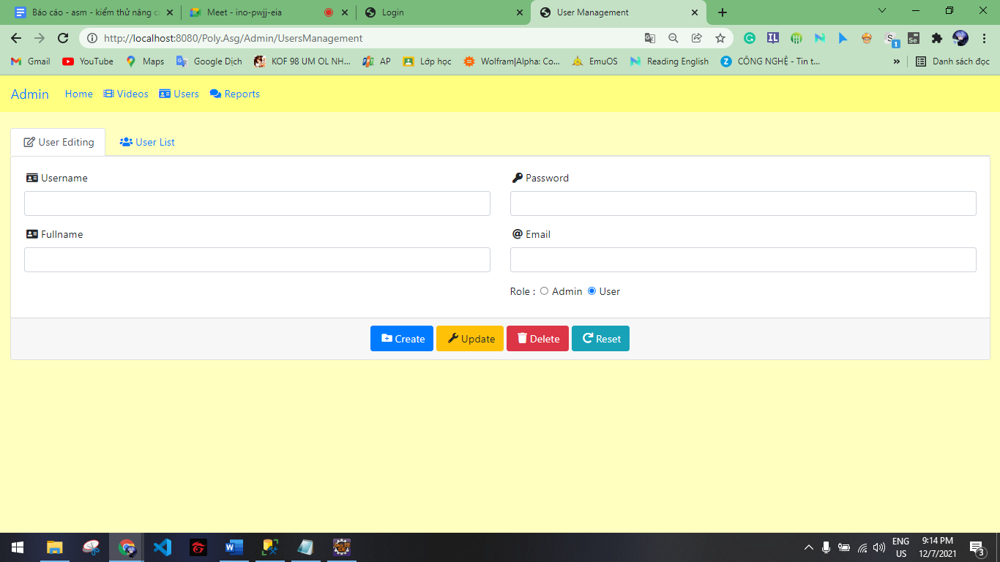 Báo cáo - asm - kiểm thử nâng c
Meet - ino-pwjj-eia
Login
User Management
http://localhost:8080/Poly.Asg/Admin/UsersManagement
Gmail
YouTube
Maps
Google Dịch
KOF 98 UM OL NH...
AP
Lớp học
Wolfram|Alpha: Co...
EmuOS
Reading English
CÔNG NGHỆ - Tin t...
»
Danh sách đọc
Admin Home Videos Users Reports
User Editing User List
Username Password
Fullname Email
Role : Admin User
Create Update Delete Reset
ENG
US
9:14 PM
12/7/2021
3